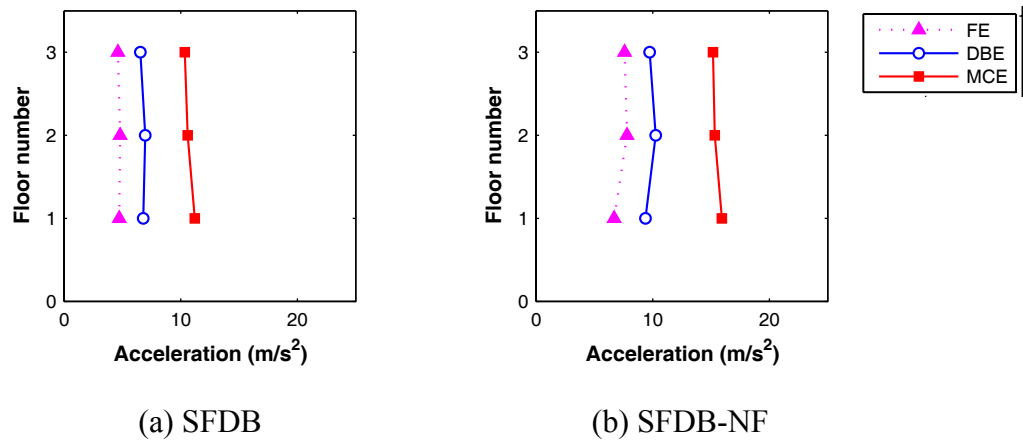 3
2
1
0
0
10
20
Floor number
Acceleration (m/s²)
(a) SFDB
3
2
1
0
0
10
20
Floor number
Acceleration (m/s²)
(b) SFDB-NF
FE
DBE
MCE